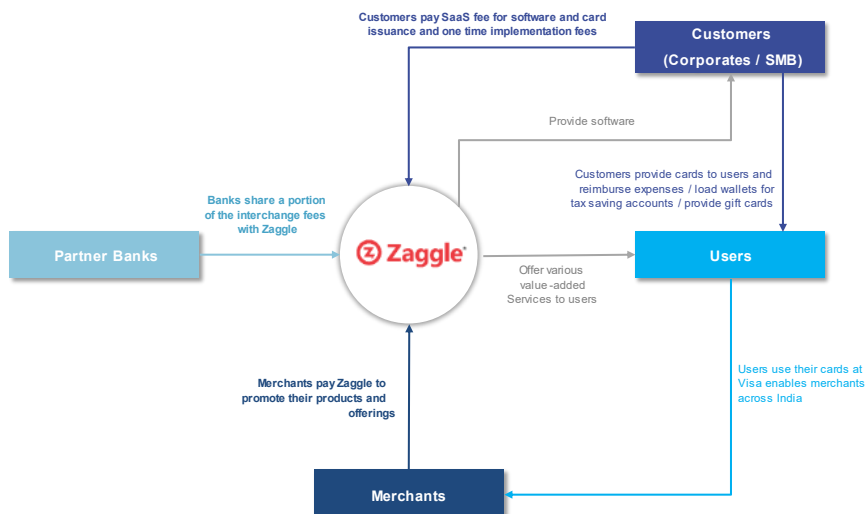 Customers pay SaaS fee for software and card
issuance and one time implementation fees
Customers
(Corporates / SMB)
Provide software
Customers provide cards to users and
reimburse expenses / load wallets for
tax saving accounts / provide gift cards
Banks share a portion
of the interchange fees
with Zaggle
Partner Banks
Zaggle
Users
Offer various
value -added
Services to users
Merchants pay Zaggle to
promote their products and
offerings
Users use their cards at
Visa enables merchants
across India
Merchants